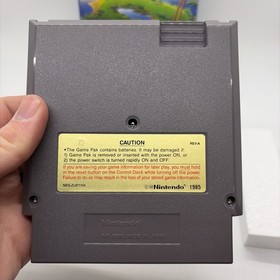 CAUTION
REV-A
•The Game Pak contains batteries. It may be damaged if:
1) Game Pak is removed or inserted with the power ON, or
2) the power switch is turned rapidly ON and OFF.
If you are saving your game information for later play, you must hold in the
reset button on the Control Deck while turning the power OFF.
Failure to do so may result in loss of your stored game information.
©®Nintendo 1985